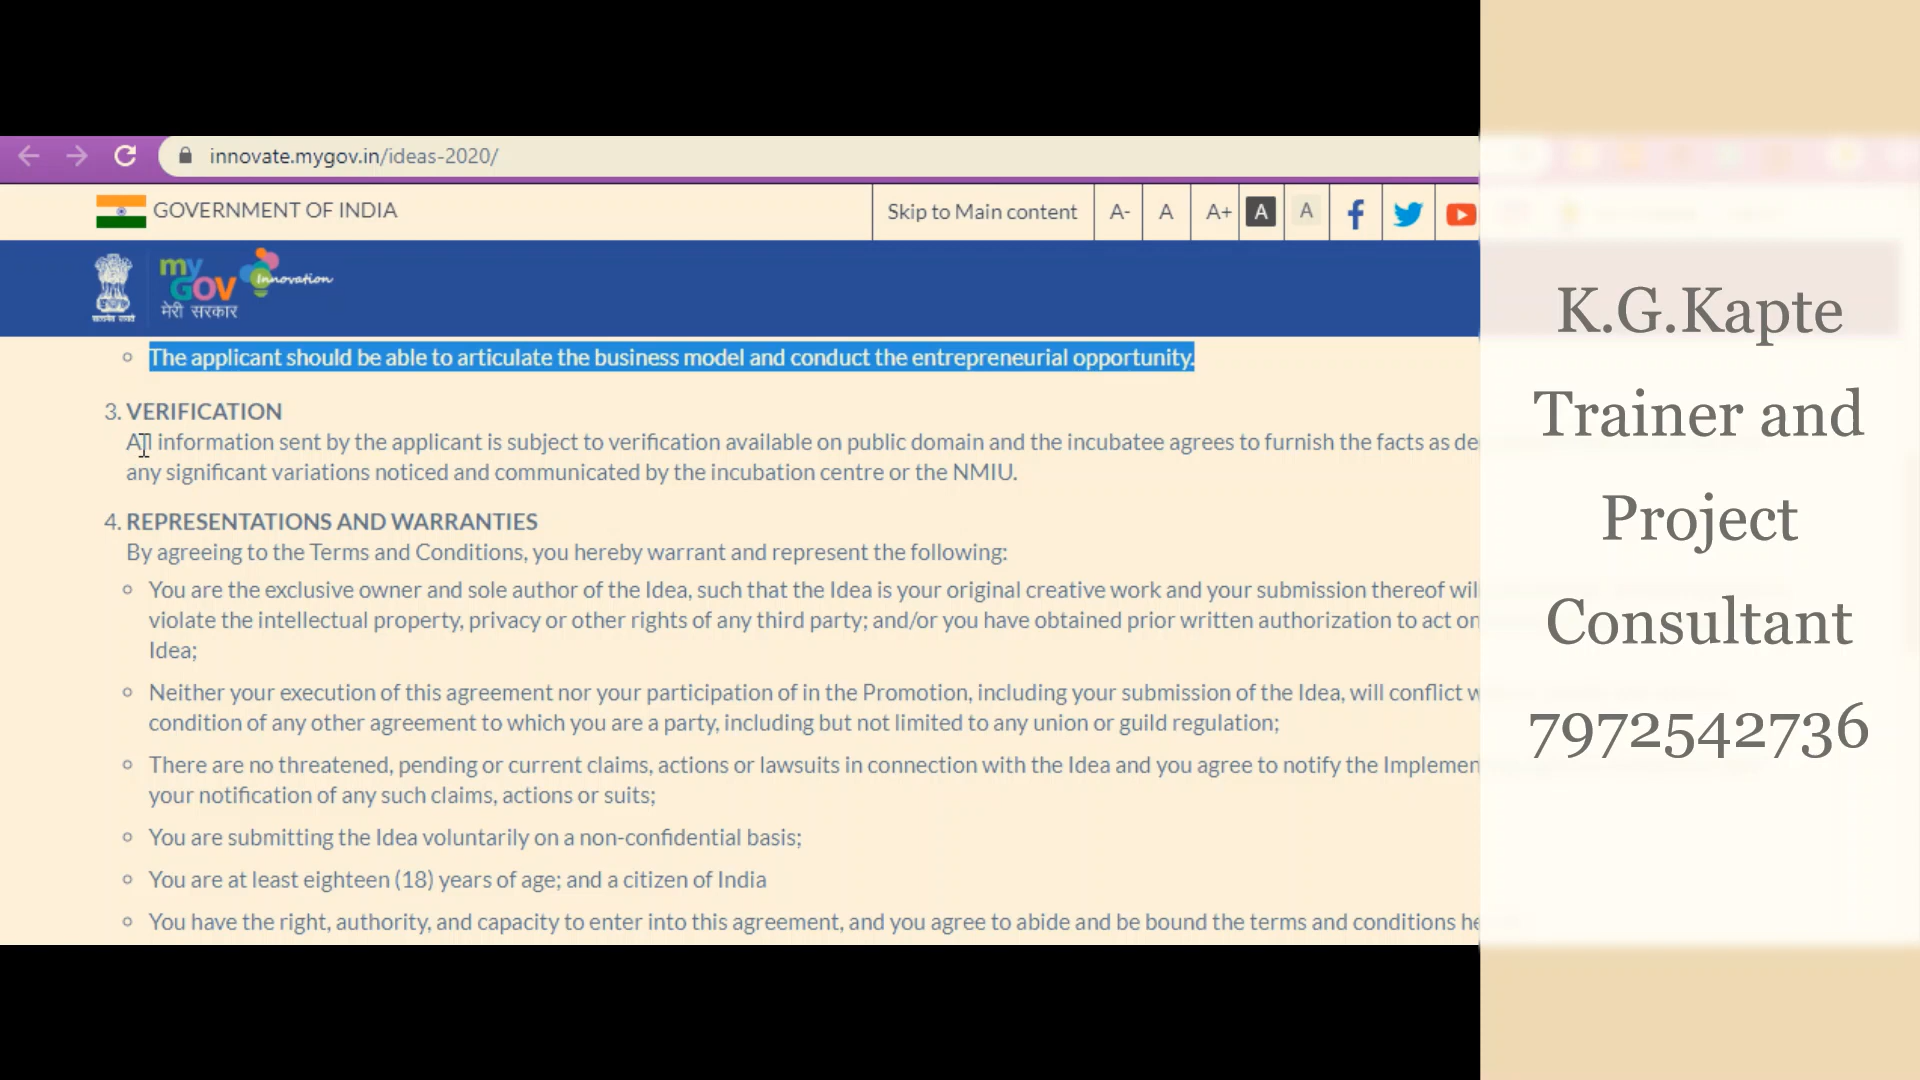 innovate.mygov.in/ideas-2020/
GOVERNMENT OF INDIA
Skip to Main content A- A A+ A A
my GOV Innovation
मेरी सरकार
सत्यमेव जयते
The applicant should be able to articulate the business model and conduct the entrepreneurial opportunity.
3. VERIFICATION
All information sent by the applicant is subject to verification available on public domain and the incubatee agrees to furnish the facts as
any significant variations noticed and communicated by the incubation centre or the NMIU.
4. REPRESENTATIONS AND WARRANTIES
By agreeing to the Terms and Conditions, you hereby warrant and represent the following:
You are the exclusive owner and sole author of the Idea, such that the Idea is your original creative work and your submission thereof
violate the intellectual property, privacy or other rights of any third party; and/or you have obtained prior written authorization to act on
Idea;
Neither your execution of this agreement nor your participation of in the Promotion, including your submission of the Idea, will conflict
condition of any other agreement to which you are a party, including but not limited to any union or guild regulation;
There are no threatened, pending or current claims, actions or lawsuits in connection with the Idea and you agree to notify the
your notification of any such claims, actions or suits;
You are submitting the Idea voluntarily on a non-confidential basis;
You are at least eighteen (18) years of age; and a citizen of India
You have the right, authority, and capacity to enter into this agreement, and you agree to abide and be bound the terms and conditions
K.G.Kapte
Trainer and
Project
Consultant
7972542736